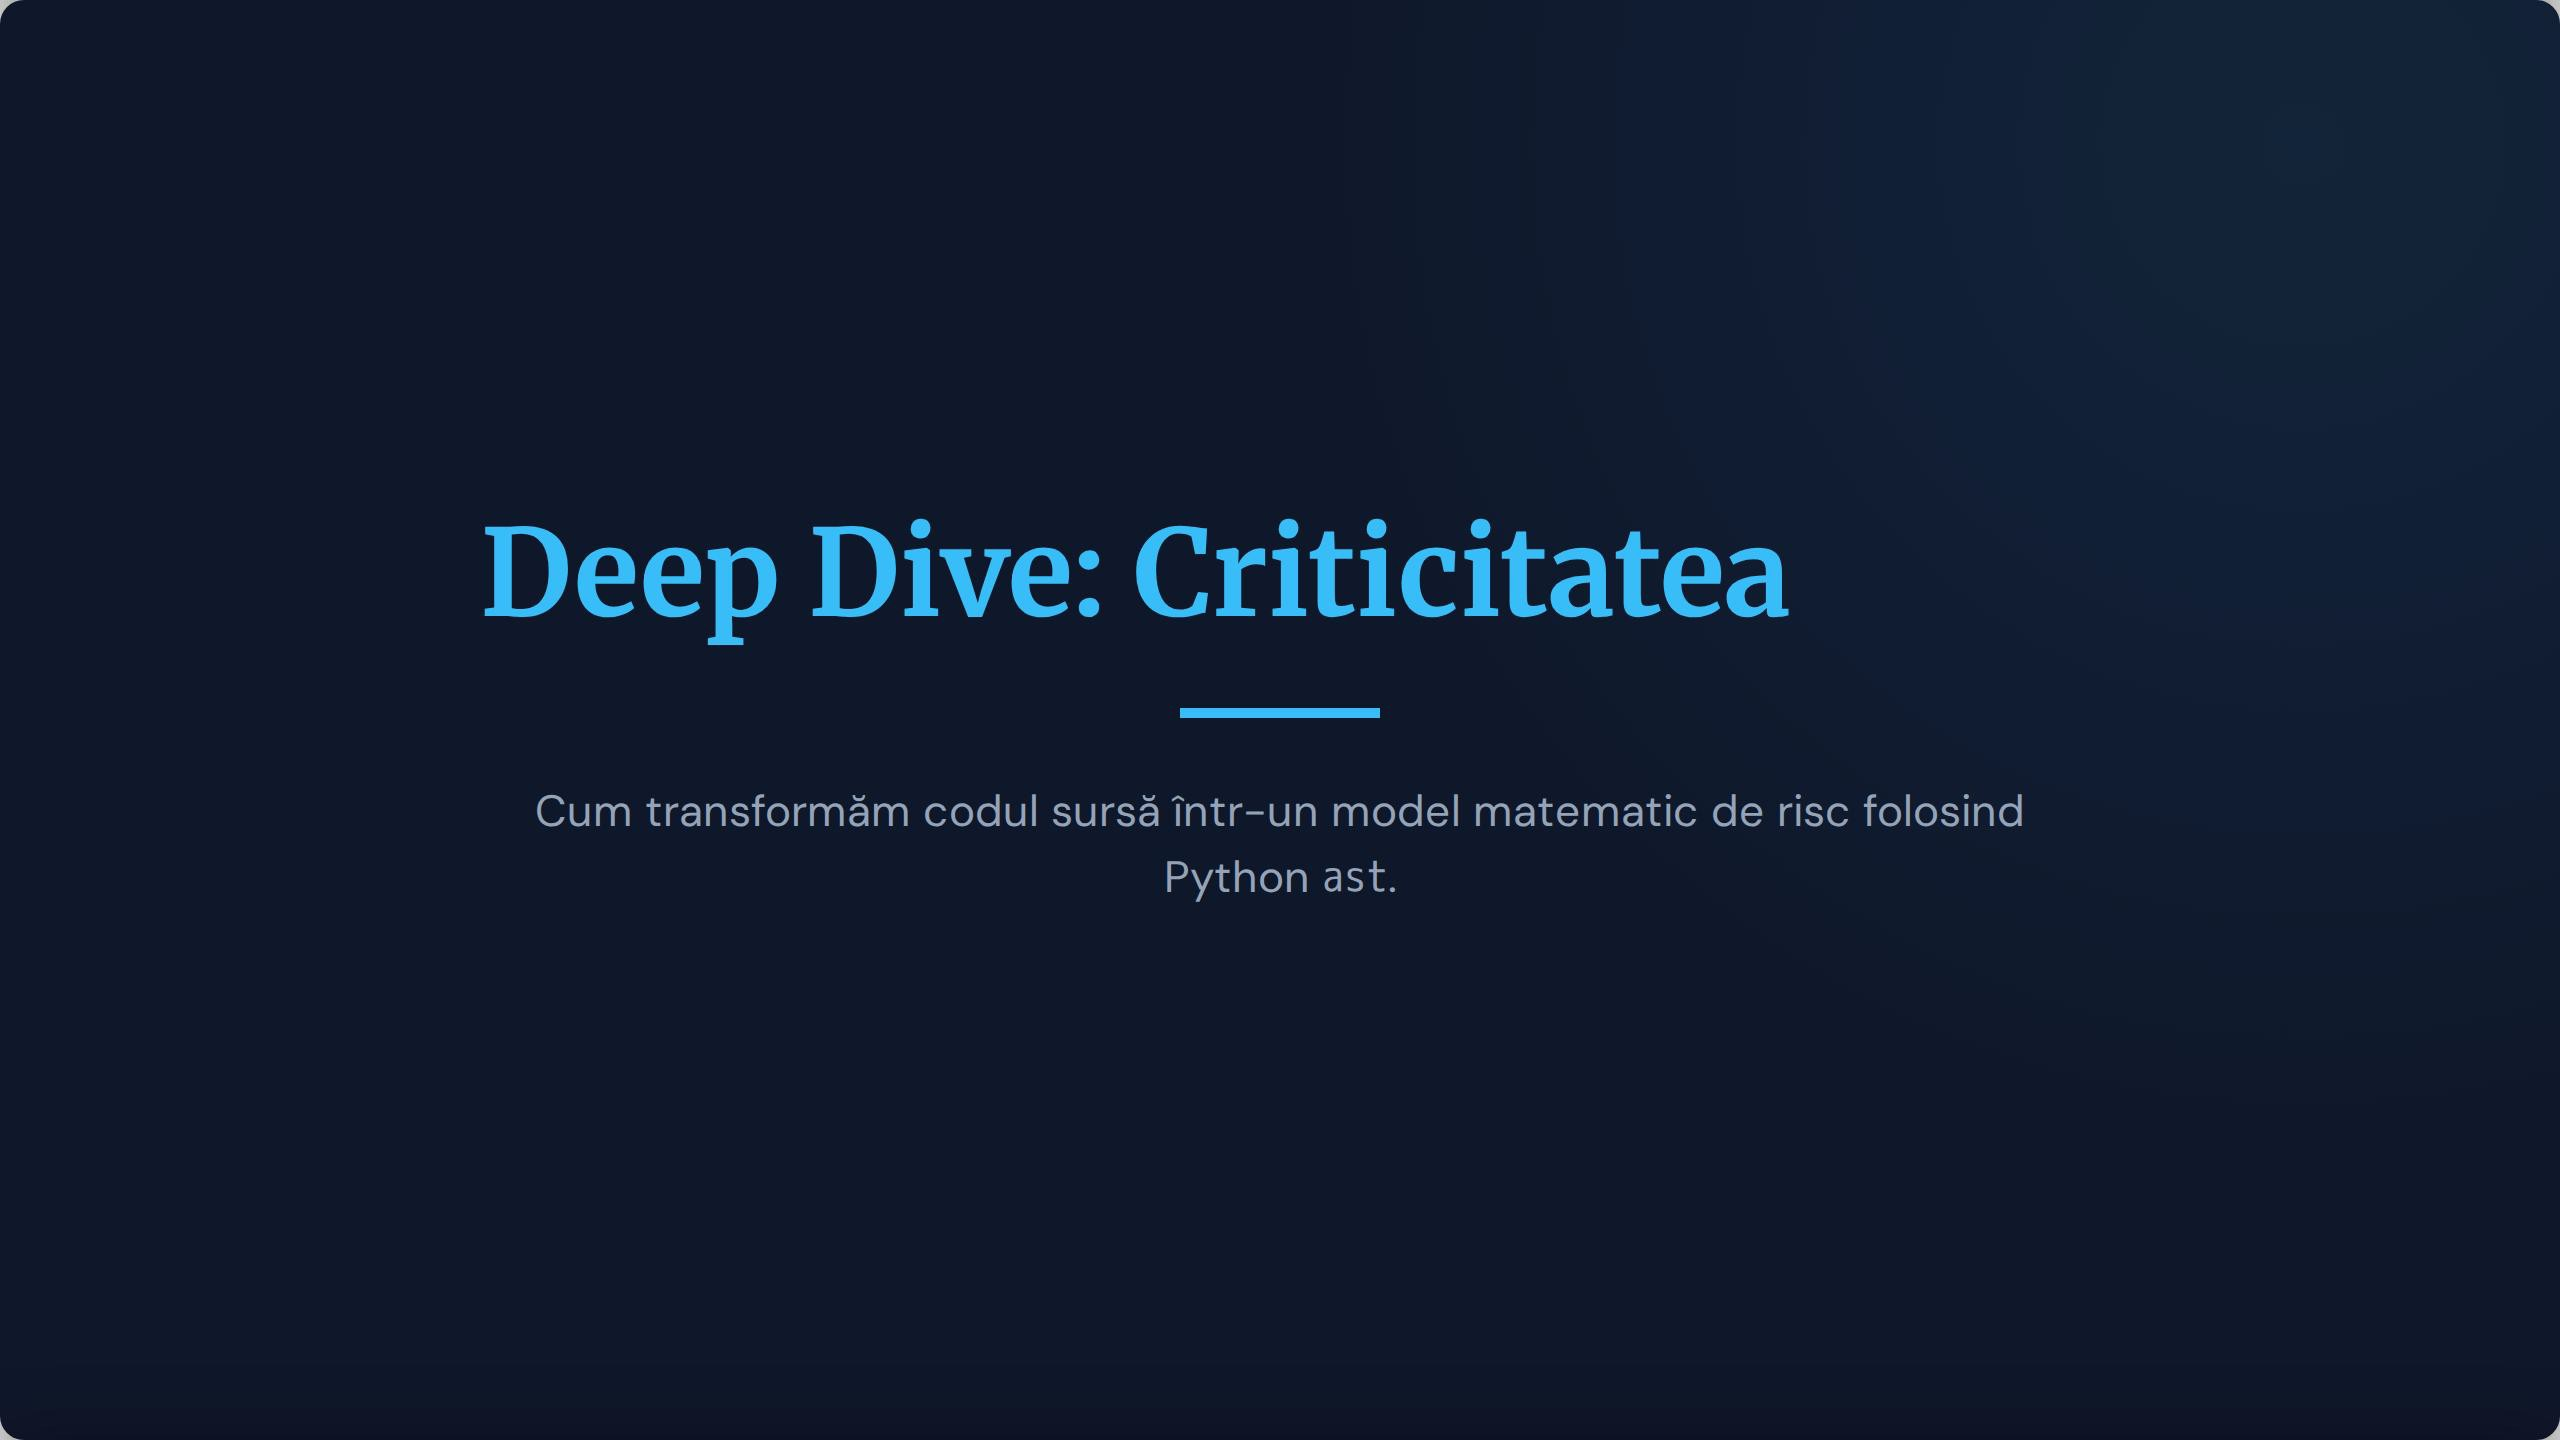 Deep Dive: Criticitatea
Cum transformăm codul sursă într-un model matematic de risc folosind
Python ast.